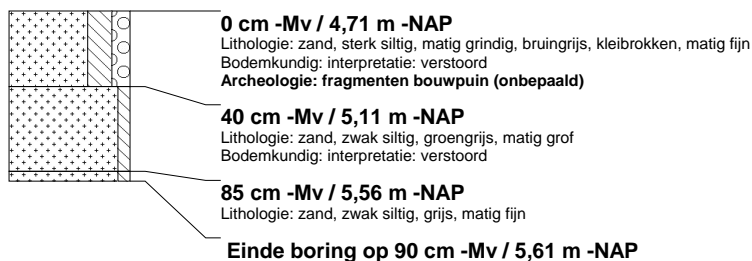 0 cm -Mv / 4,71 m -NAP
Lithologie: zand, sterk siltig, matig grindig, bruingrijs, kleibrokken, matig fijn
Bodemkundig: interpretatie: verstoord
Archeologie: fragmenten bouwpuin (onbepaald)
40 cm -Mv / 5,11 m -NAP
Lithologie: zand, zwak siltig, groengrijs, matig grof
Bodemkundig: interpretatie: verstoord
85 cm -Mv / 5,56 m -NAP
Lithologie: zand, zwak siltig, grijs, matig fijn
Einde boring op 90 cm -Mv / 5,61 m -NAP